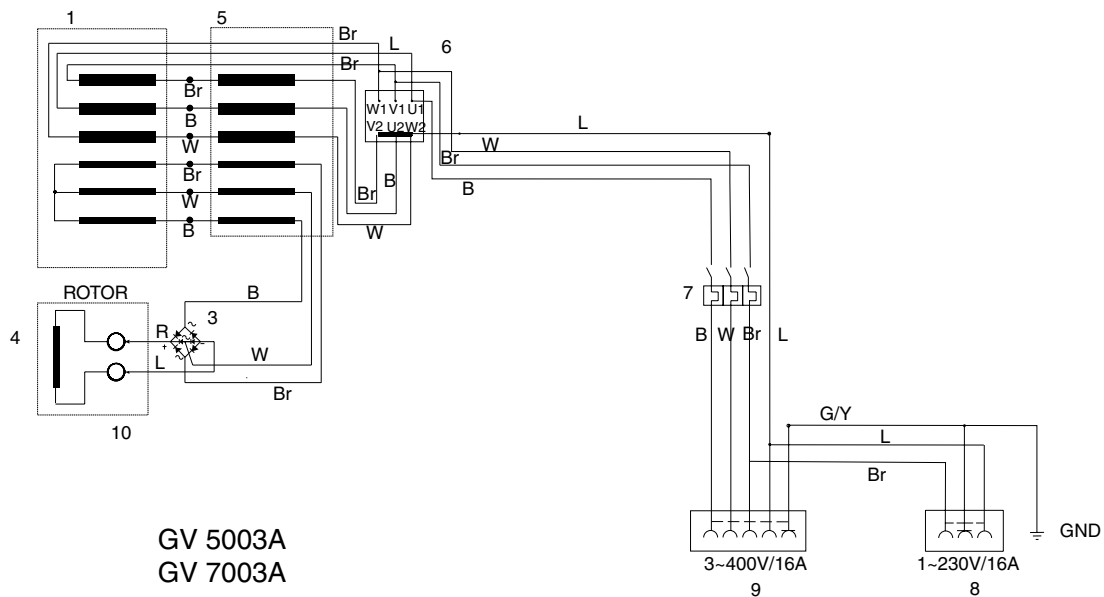 1
5
Br
L
6
Br
Br
W1 V1 U1
B
V2 U2 W2
L
W
W
Br
Br
Br
B
B
W
B
W
ROTOR
B
7
3
4
R
B W Br L
+
-
W
L
Br
G/Y
10
L
Br
GND
GV 5003A
GV 7003A
3~400V/16A
1~230V/16A
9
8